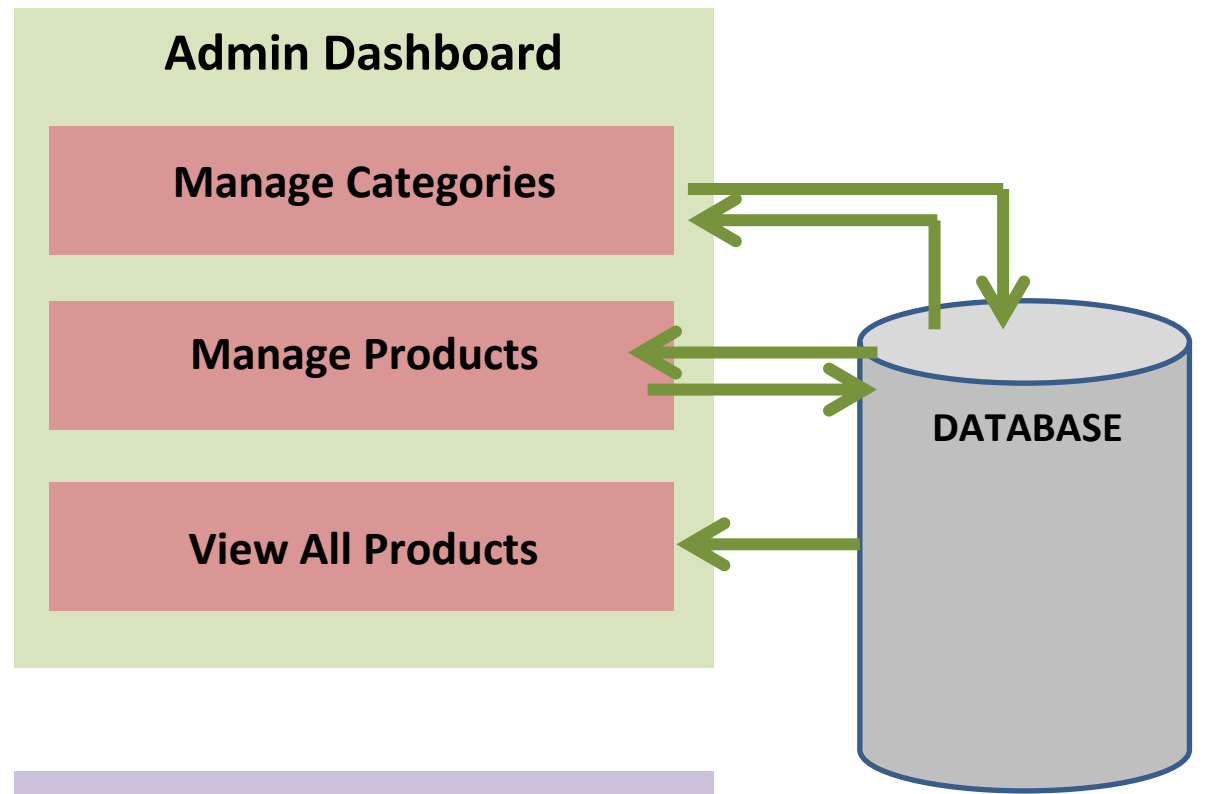 Admin Dashboard
Manage Categories
Manage Products
DATABASE
View All Products